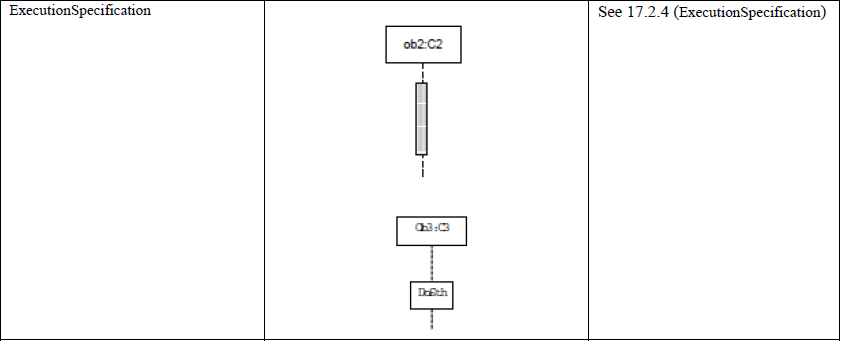 ExecutionSpecification
ob2:C2
Ob3:C3
DoSth
See 17.2.4 (ExecutionSpecification)